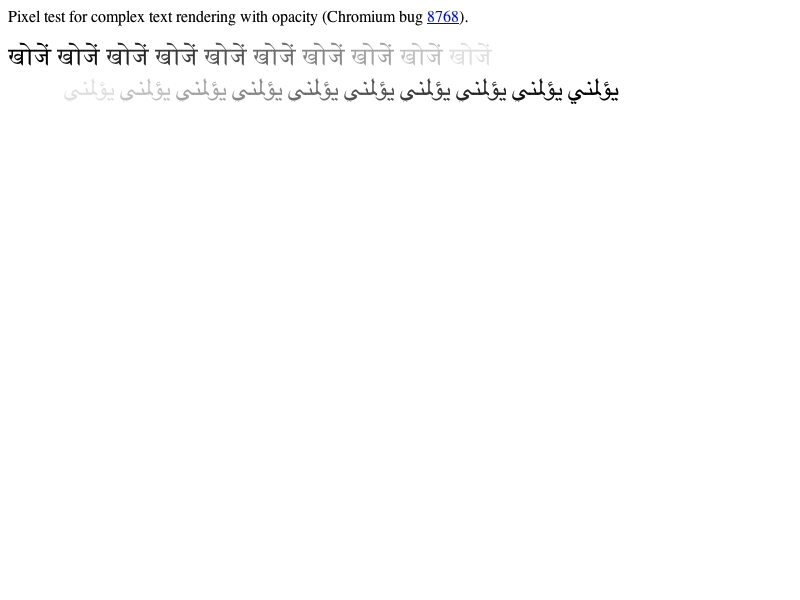 Pixel test for complex text rendering with opacity (Chromium bug 8768).
खोजें खोजें खोजें खोजें खोजें खोजें खोजें खोजें खोजें खोजें
يؤلمني يؤلمني يؤلمني يؤلمني يؤلمني يؤلمني يؤلمني يؤلمني يؤلمني يؤلمني